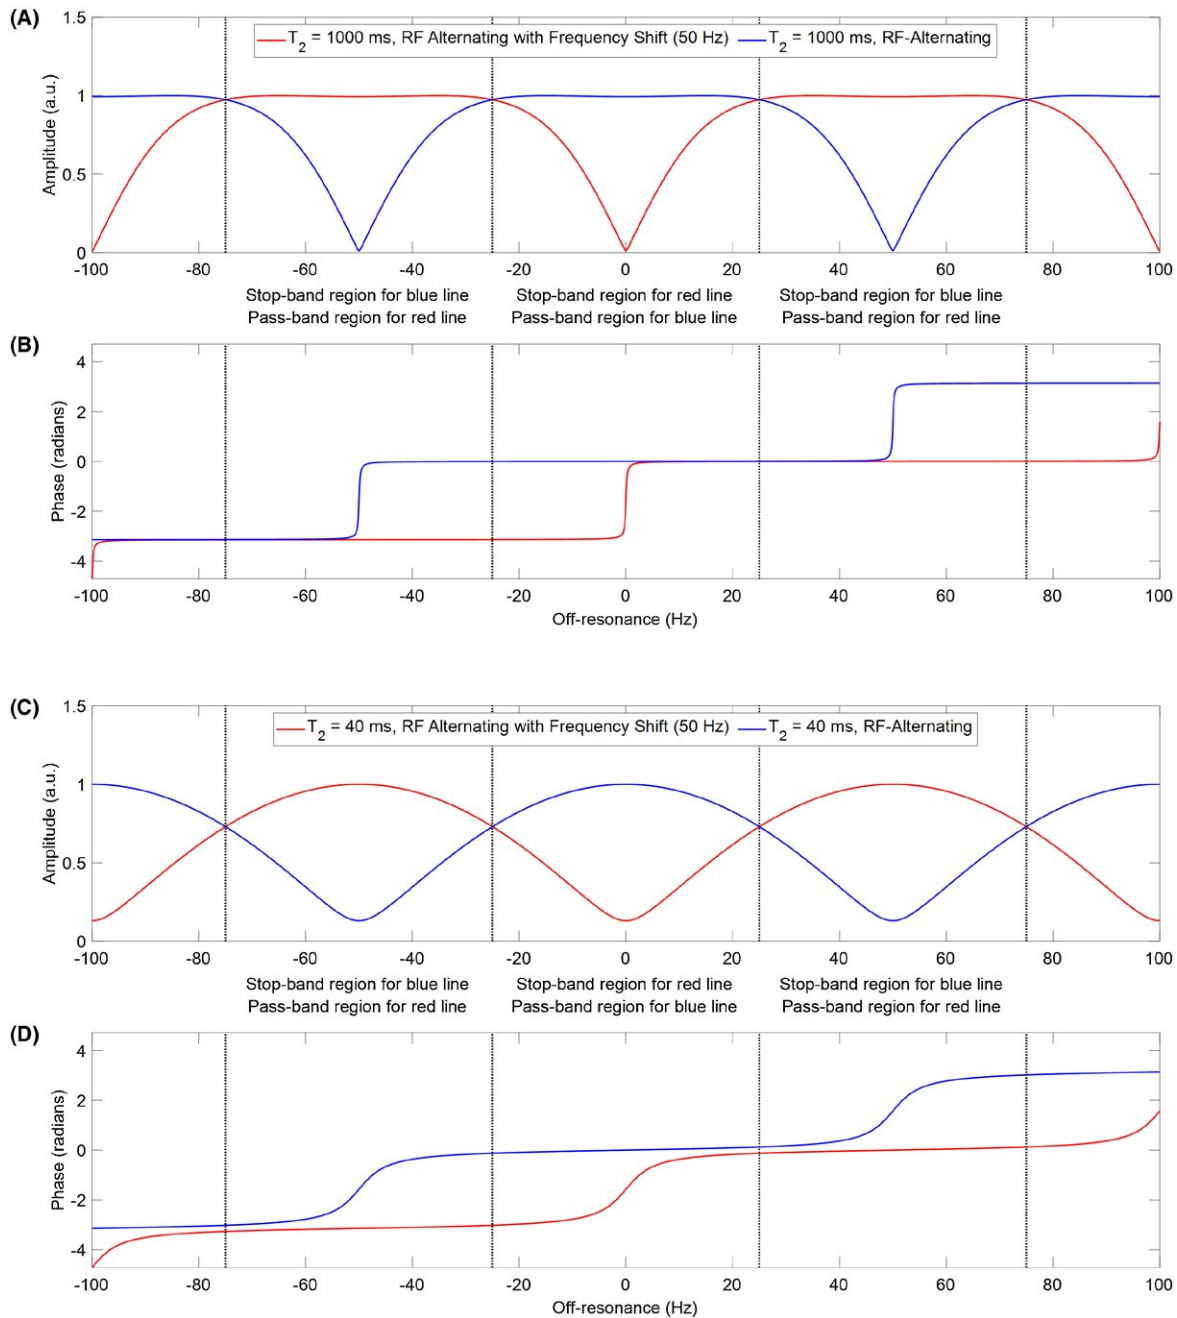 (A)
1.5
T2 = 1000 ms, RF Alternating with Frequency Shift (50 Hz) T2 = 1000 ms, RF-Alternating
1
0.5
0
Amplitude (a.u.)
-100 -80 -60 -40 -20 0 20 40 60 80 100
Stop-band region for blue line Stop-band region for red line Stop-band region for blue line
Pass-band region for red line Pass-band region for blue line Pass-band region for red line
(B)
4
2
0
-2
-4
Phase (radians)
-100 -80 -60 -40 -20 0 20 40 60 80 100
Off-resonance (Hz)
(C)
1.5
T2 = 40 ms, RF Alternating with Frequency Shift (50 Hz) T2 = 40 ms, RF-Alternating
1
0.5
0
Amplitude (a.u.)
-100 -80 -60 -40 -20 0 20 40 60 80 100
Stop-band region for blue line Stop-band region for red line Stop-band region for blue line
Pass-band region for red line Pass-band region for blue line Pass-band region for red line
(D)
4
2
0
-2
-4
Phase (radians)
-100 -80 -60 -40 -20 0 20 40 60 80 100
Off-resonance (Hz)